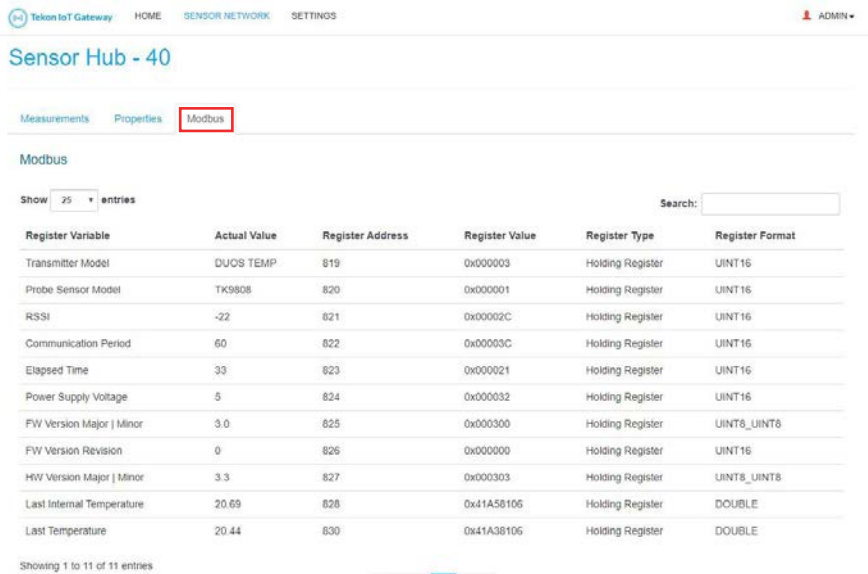 Tekon IoT Gateway HOME SENSOR NETWORK SETTINGS ADMIN
Sensor Hub - 40
Measurements Properties Modbus
Modbus
Show 25 entries Search:
Register Variable Actual Value Register Address Register Value Register Type Register Format
Transmitter Model DUOS TEMP 819 0x000003 Holding Register UINT16
Probe Sensor Model TK9808 820 0x000001 Holding Register UINT16
RSSI -22 821 0x00002C Holding Register UINT16
Communication Period 60 822 0x00003C Holding Register UINT16
Elapsed Time 33 823 0x000021 Holding Register UINT16
Power Supply Voltage 5 824 0x000032 Holding Register UINT16
FW Version Major | Minor 3.0 825 0x000300 Holding Register UINT8_UINT8
FW Version Revision 0 826 0x000000 Holding Register UINT16
HW Version Major | Minor 3.3 827 0x000303 Holding Register UINT8_UINT8
Last Internal Temperature 20.69 828 0x41A58106 Holding Register DOUBLE
Last Temperature 20.44 830 0x41A38106 Holding Register DOUBLE
Showing 1 to 11 of 11 entries